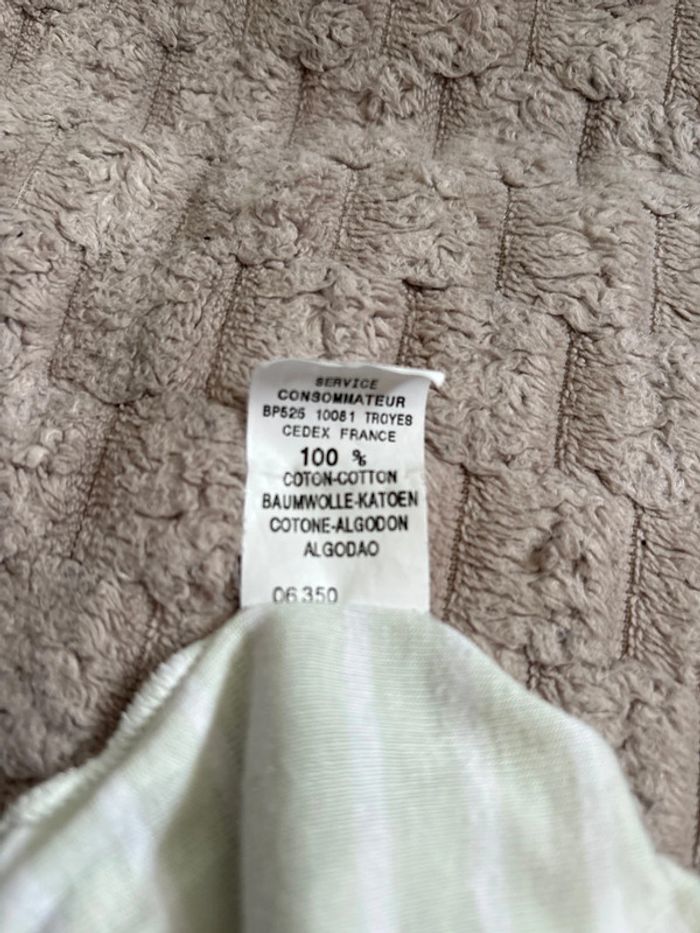 SERVICE
CONSOMMATEUR
BP526 10081 TROYES
CEDEX FRANCE
100 %
COTON-COTTON
BAUMWOLLE-KATOEN
COTONE-ALGODON
ALGODAO
06 350